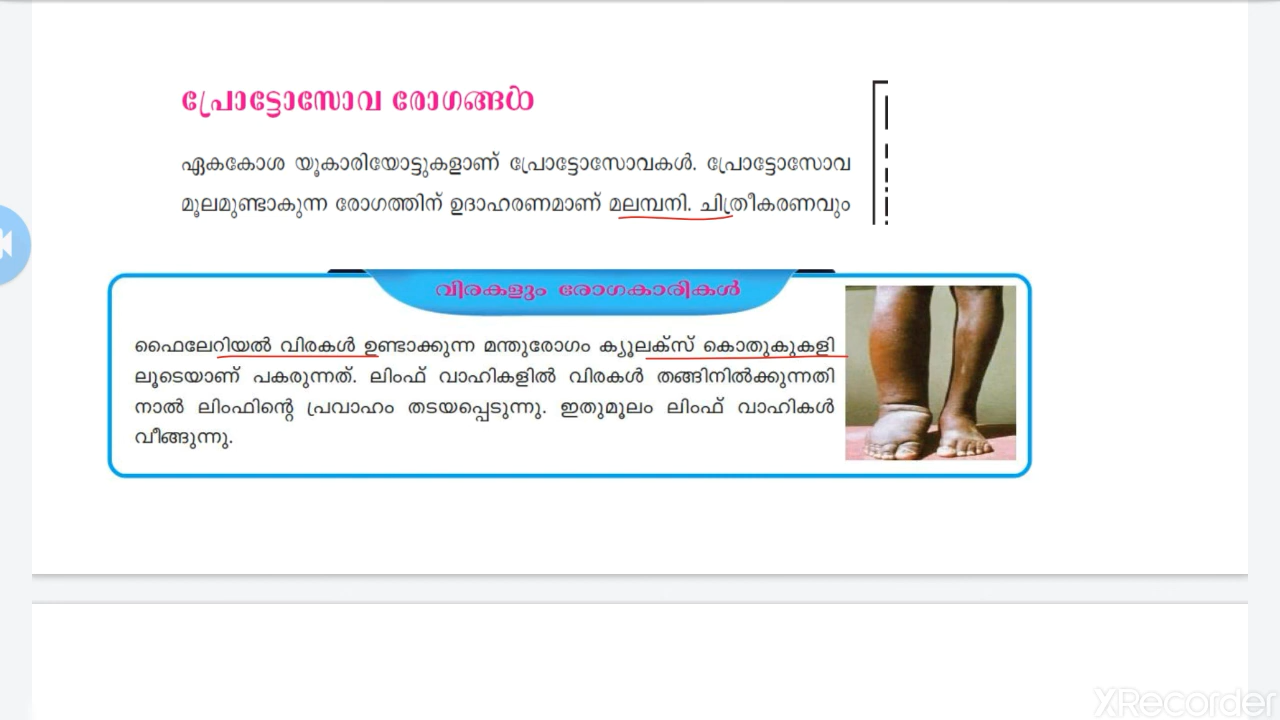 പ്രോട്ടോസോവ രോഗങ്ങൾ
ഏകകോശ യൂകാരിയോട്ടുകളാണ് പ്രോട്ടോസോവകൾ. പ്രോട്ടോസോവ
മൂലമുണ്ടാകുന്ന രോഗത്തിന് ഉദാഹരണമാണ് മലമ്പനി. ചിത്രീകരണവും
വിരകളും രോഗകാരികൾ
ഫൈലേറിയൽ വിരകൾ ഉണ്ടാക്കുന്ന മന്തുരോഗം ക്യൂലക്സ് കൊതുകുകളി
ലൂടെയാണ് പകരുന്നത്. ലിംഫ് വാഹികളിൽ വിരകൾ തങ്ങിനിൽക്കുന്നതി
നാൽ ലിംഫിന്റെ പ്രവാഹം തടയപ്പെടുന്നു. ഇതുമൂലം ലിംഫ് വാഹികൾ
വീങ്ങുന്നു.
XRecorder